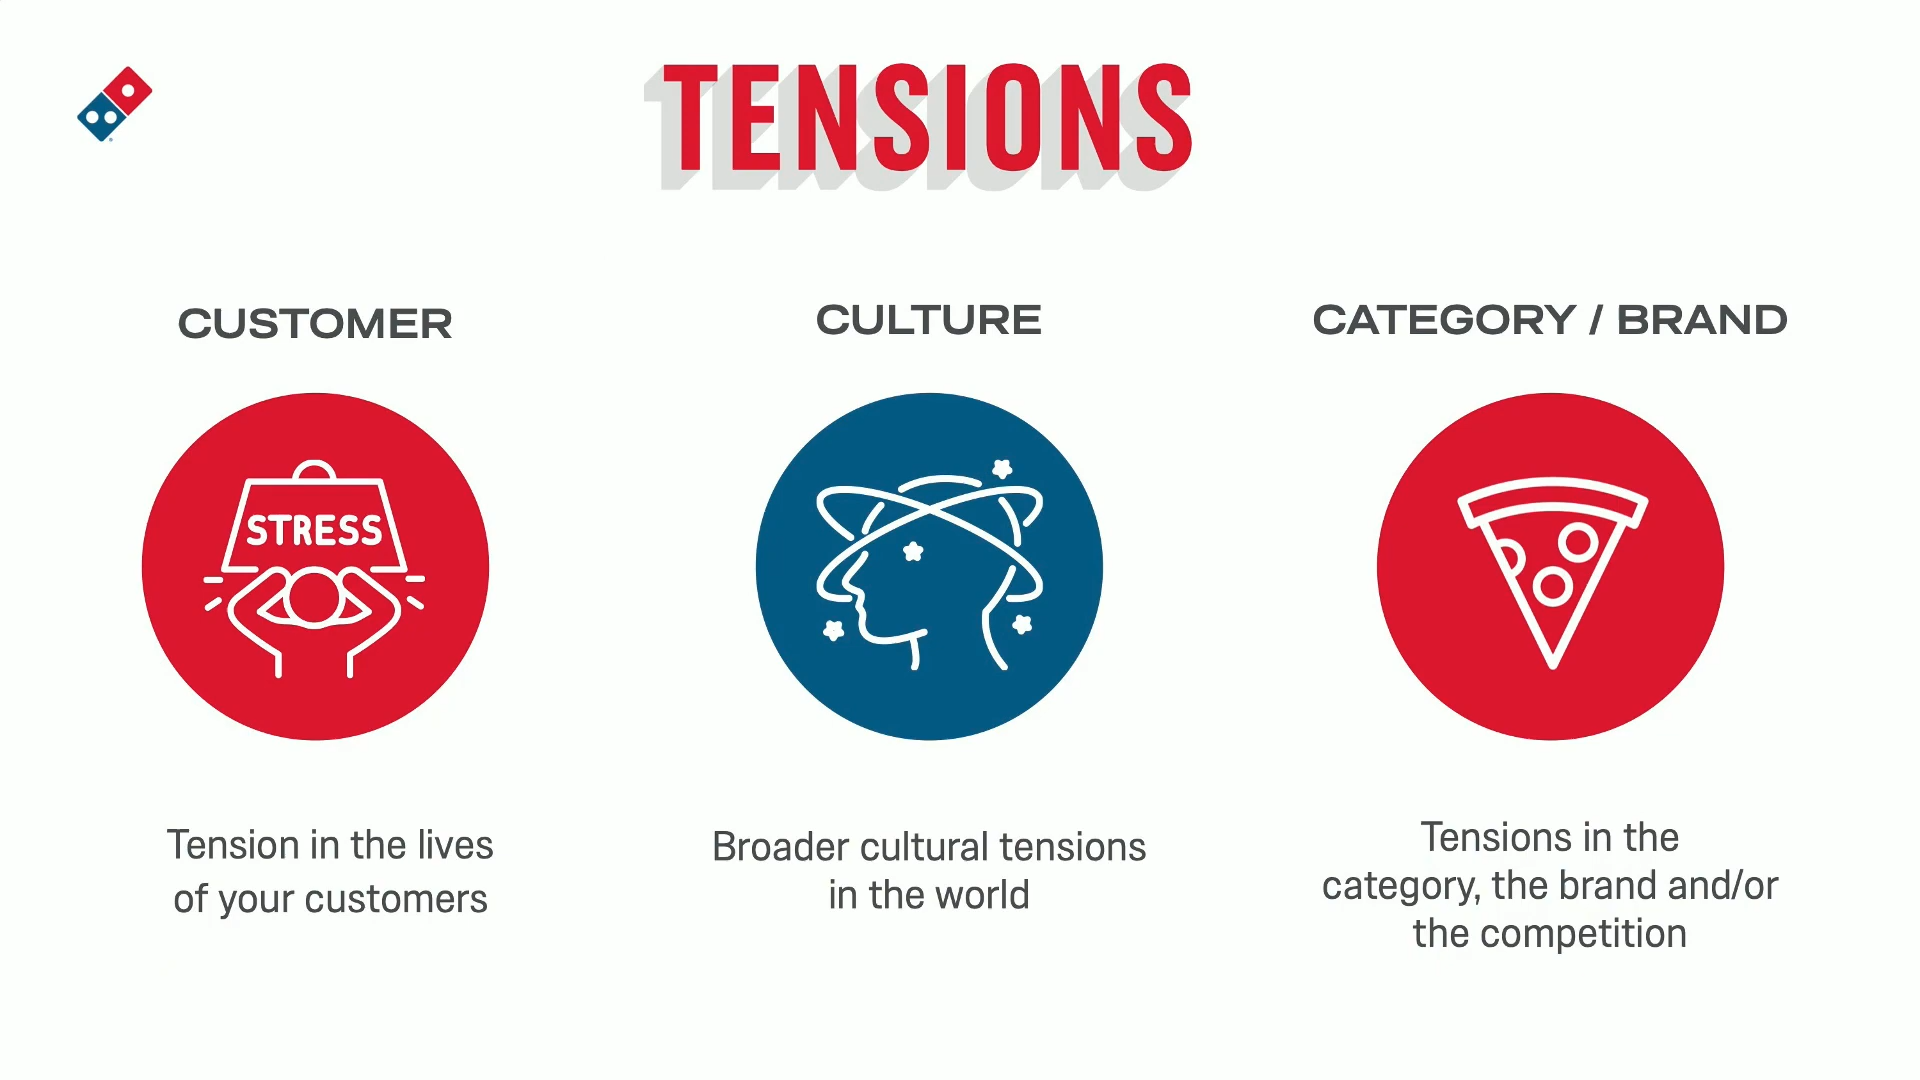 TENSIONS
CUSTOMER
CULTURE
CATEGORY / BRAND
STRESS
Tension in the lives
of your customers
Broader cultural tensions
in the world
Tensions in the
category, the brand and/or
the competition